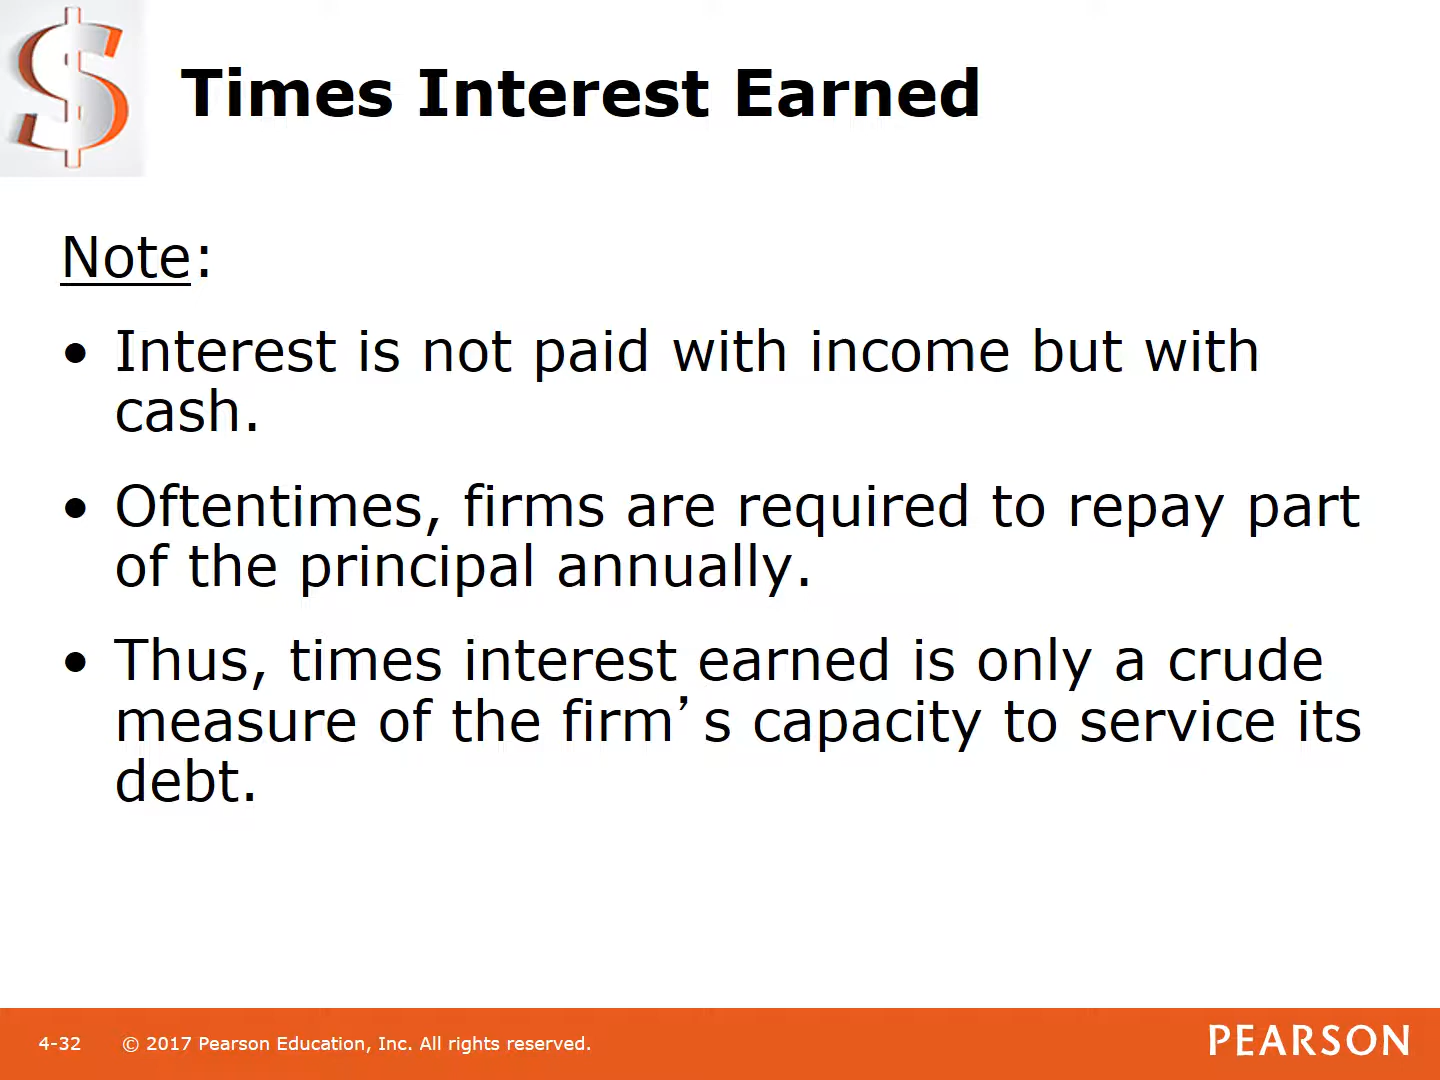 Times Interest Earned
Note:
• Interest is not paid with income but with
cash.
• Oftentimes, firms are required to repay part
of the principal annually.
• Thus, times interest earned is only a crude
measure of the firm’s capacity to service its
debt.
4-32 © 2017 Pearson Education, Inc. All rights reserved. PEARSON